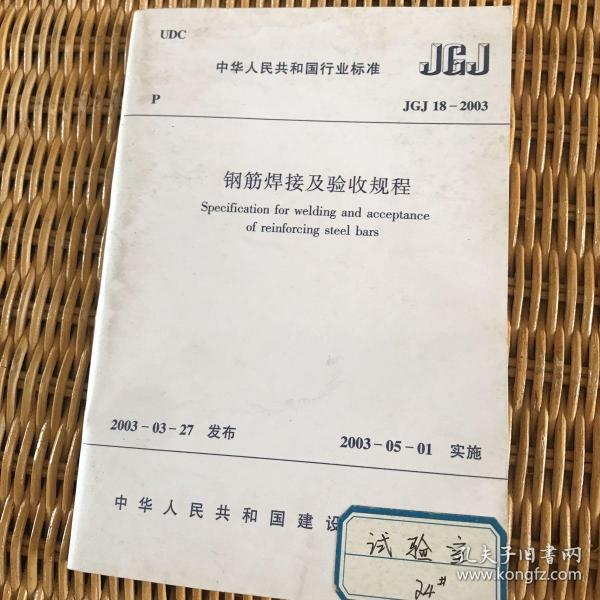 UDC
中华人民共和国行业标准
JGJ
P
JGJ 18-2003
钢筋焊接及验收规程
Specification for welding and acceptance
of reinforcing steel bars
2003-03-27 发布
2003-05-01 实施
中华人民共和国建设
试验室
24#
孔夫子旧书网
www.kongfz.com